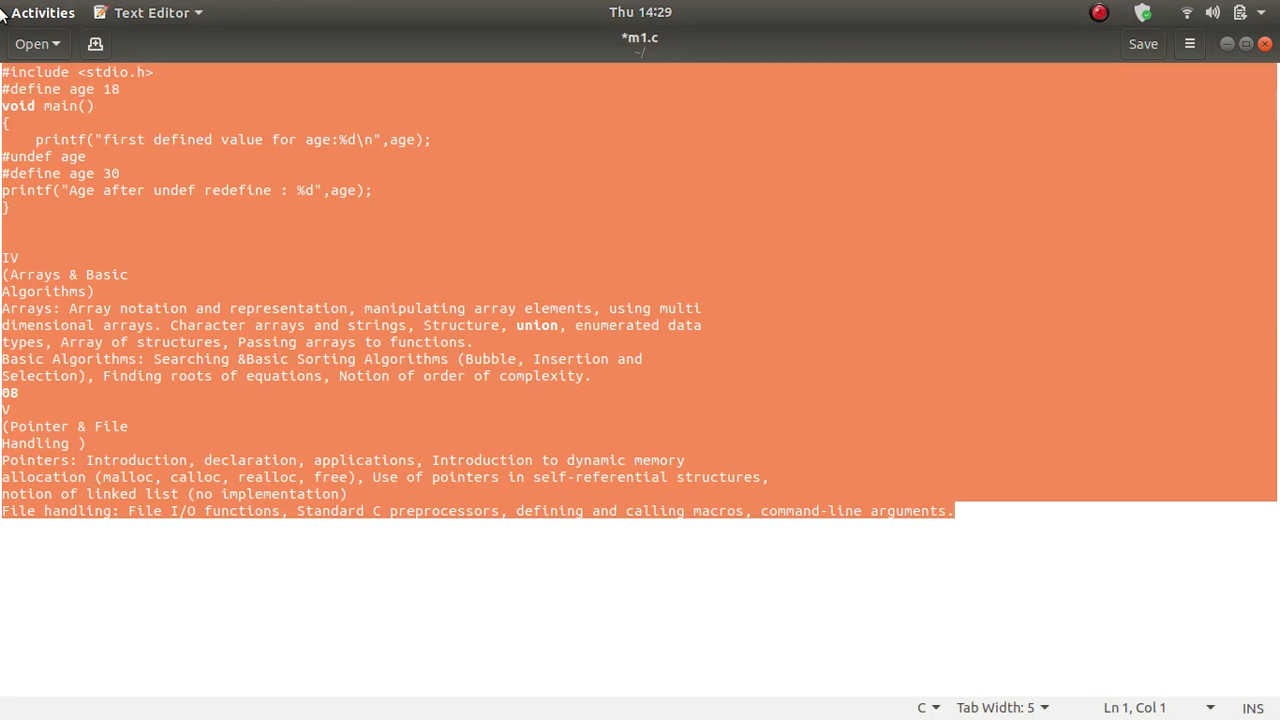 Activities
Text Editor
Thu 14:29
Open
*m1.c
~/
Save
#include <stdio.h>
#define age 18
void main()
{
    printf("first defined value for age:%d\n",age);
#undef age
#define age 30
printf("Age after undef redefine : %d",age);
}
IV
(Arrays & Basic
Algorithms)
Arrays: Array notation and representation, manipulating array elements, using multi
dimensional arrays. Character arrays and strings, Structure, union, enumerated data
types, Array of structures, Passing arrays to functions.
Basic Algorithms: Searching &Basic Sorting Algorithms (Bubble, Insertion and
Selection), Finding roots of equations, Notion of order of complexity.
08
V
(Pointer & File
Handling )
Pointers: Introduction, declaration, applications, Introduction to dynamic memory
allocation (malloc, calloc, realloc, free), Use of pointers in self-referential structures,
notion of linked list (no implementation)
File handling: File I/O functions, Standard C preprocessors, defining and calling macros, command-line arguments.
C
Tab Width: 5
Ln 1, Col 1
INS